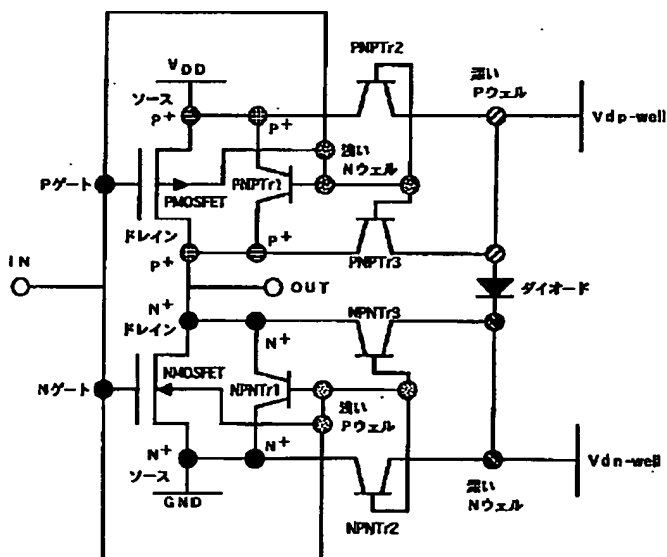 VDD
ソース
P+
P+
PNPTr2
深い
Pウェル
Vdp-well
浅い
Nウェル
Pゲート
PMOSFET
PNPTr1
ドレイン
P+
P+
PNPTr3
IN
OUT
ダイオード
N+
ドレイン
N+
NPNTr3
NMOSFET
Nゲート
NPNTr1
浅い
Pウェル
N+
N+
ソース
GND
NPNTr2
深い
Nウェル
Vdn-well